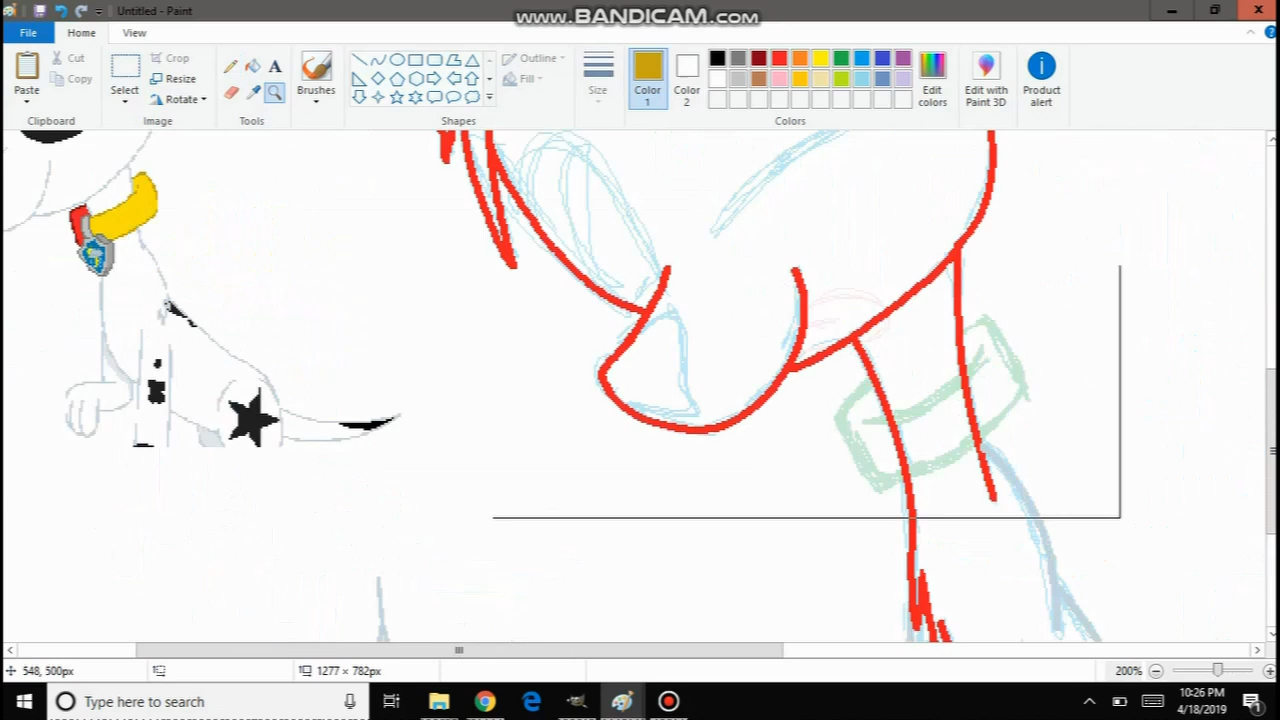 www.BANDICAM.com
Untitled - Paint
File
Home
View
Paste
Cut
Copy
Clipboard
Select
Crop
Resize
Rotate
Image
A
Tools
Brushes
Outline
Fill
Shapes
Size
Color 1
Color 2
Edit colors
Colors
Edit with Paint 3D
Product alert
548, 500px
1277 × 782px
200%
Type here to search
10:26 PM
4/18/2019
1